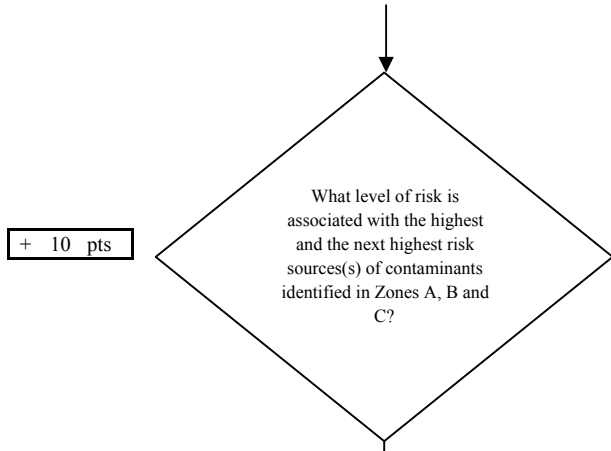 What level of risk is
associated with the highest
and the next highest risk
sources(s) of contaminants
identified in Zones A, B and
C?
+ 10 pts